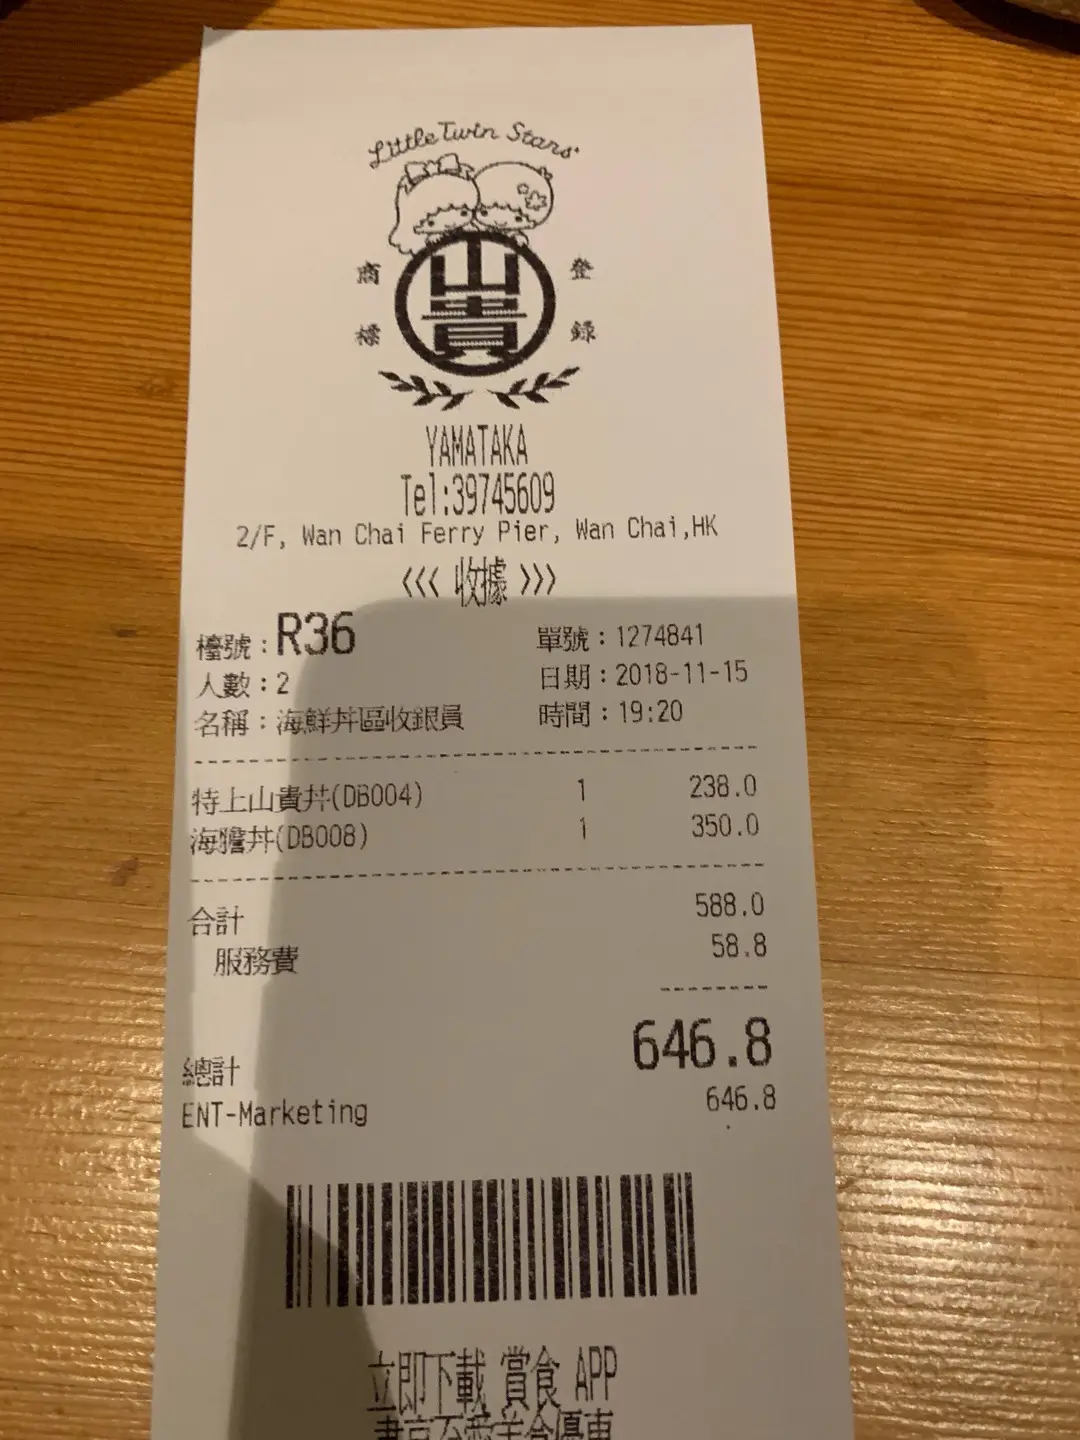 Little Twin Stars
商 登
山貴
標 錄
YAMATAKA
Tel:39745609
2/F, Wan Chai Ferry Pier, Wan Chai,HK
<<< 收據 >>>
檯號：R36 單號：1274841
人數：2 日期：2018-11-15
名稱：海鮮丼區收銀員 時間：19:20
特上山貴丼(DB004) 1 238.0
海膽丼(DB008) 1 350.0
合計 588.0
服務費 58.8
總計 646.8
ENT-Marketing 646.8
立即下載 賞食 APP